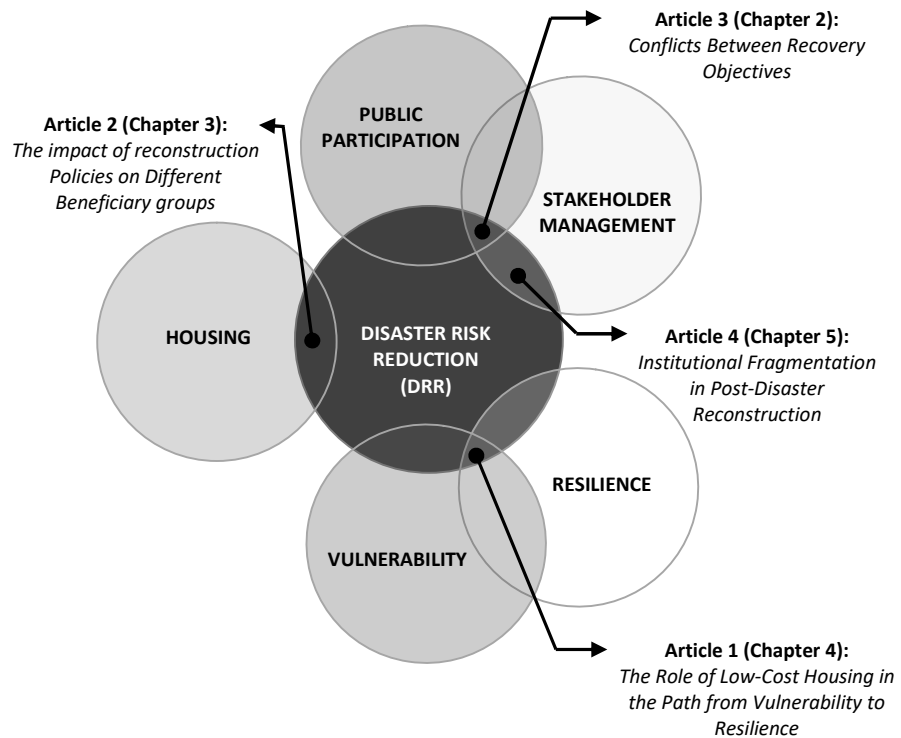 Article 3 (Chapter 2):
Conflicts Between Recovery
Objectives
PUBLIC
PARTICIPATION
Article 2 (Chapter 3):
The impact of reconstruction
Policies on Different
Beneficiary groups
STAKEHOLDER
MANAGEMENT
HOUSING
DISASTER RISK
REDUCTION
(DRR)
Article 4 (Chapter 5):
Institutional Fragmentation
in Post-Disaster
Reconstruction
RESILIENCE
VULNERABILITY
Article 1 (Chapter 4):
The Role of Low-Cost Housing in
the Path from Vulnerability to
Resilience